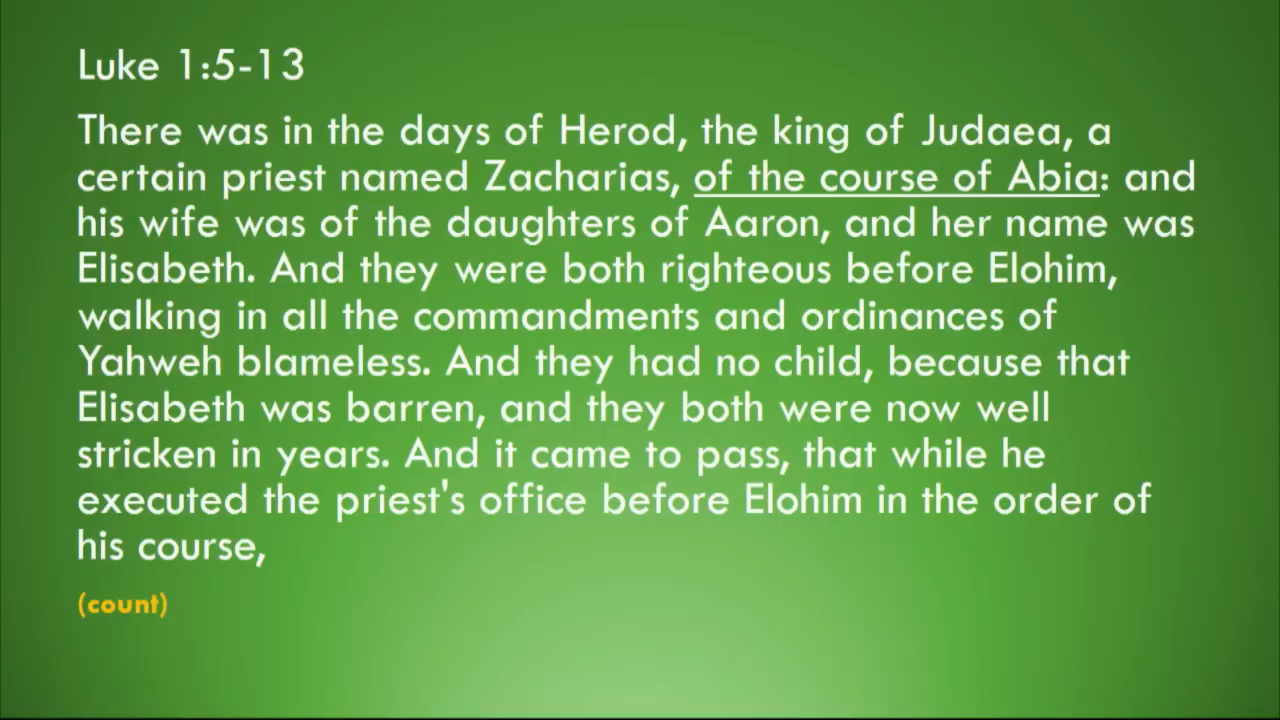 Luke 1:5-13
There was in the days of Herod, the king of Judaea, a
certain priest named Zacharias, of the course of Abia: and
his wife was of the daughters of Aaron, and her name was
Elisabeth. And they were both righteous before Elohim,
walking in all the commandments and ordinances of
Yahweh blameless. And they had no child, because that
Elisabeth was barren, and they both were now well
stricken in years. And it came to pass, that while he
executed the priest's office before Elohim in the order of
his course,
(count)